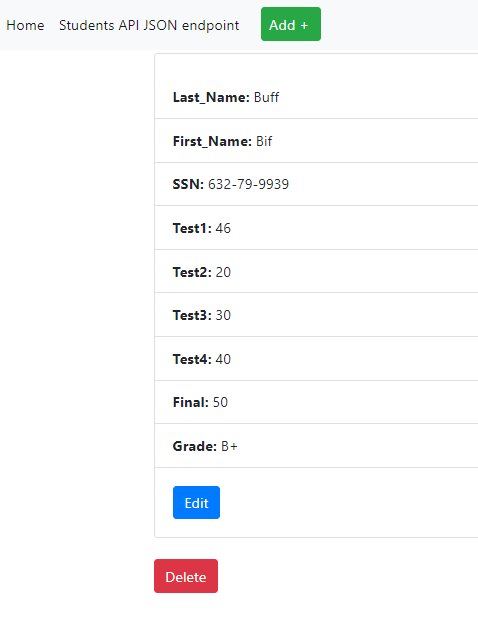 Home Students API JSON endpoint Add +
Last_Name: Buff
First_Name: Bif
SSN: 632-79-9939
Test1: 46
Test2: 20
Test3: 30
Test4: 40
Final: 50
Grade: B+
Edit
Delete